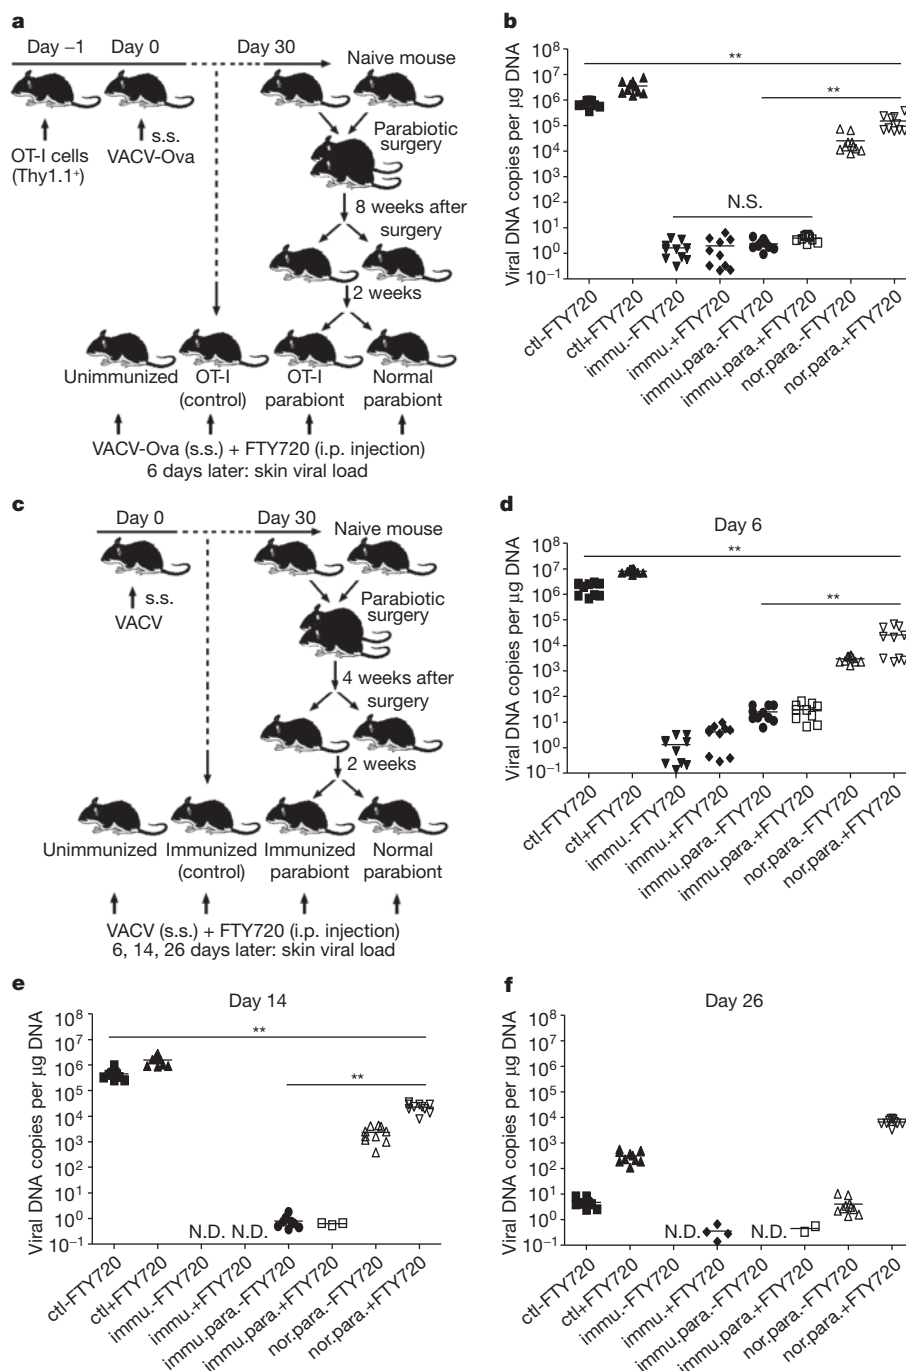 a
Day –1 Day 0 Day 30
Naive mouse
OT-I cells
(Thy1.1⁺)
s.s.
VACV-Ova
Parabiotic
surgery
8 weeks after
surgery
2 weeks
Unimmunized OT-I OT-I Normal
(control) parabiont parabiont
VACV-Ova (s.s.) + FTY720 (i.p. injection)
6 days later: skin viral load
b
Viral DNA copies per μg DNA
10⁸
10⁷
10⁶
10⁵
10⁴
10³
10²
10¹
10⁰
10⁻¹
**
**
N.S.
ctl-FTY720
ctl+FTY720
immu.-FTY720
immu.+FTY720
immu.para.-FTY720
immu.para.+FTY720
nor.para.-FTY720
nor.para.+FTY720
c
Day 0 Day 30
Naive mouse
s.s.
VACV
Parabiotic
surgery
4 weeks after
surgery
2 weeks
Unimmunized Immunized Immunized Normal
(control) parabiont parabiont
VACV (s.s.) + FTY720 (i.p. injection)
6, 14, 26 days later: skin viral load
d
Day 6
Viral DNA copies per μg DNA
10⁸
10⁷
10⁶
10⁵
10⁴
10³
10²
10¹
10⁰
10⁻¹
**
**
ctl-FTY720
ctl+FTY720
immu.-FTY720
immu.+FTY720
immu.para-FTY720
immu.para+FTY720
nor.para.-FTY720
nor.para.+FTY720
e
Day 14
Viral DNA copies per μg DNA
10⁸
10⁷
10⁶
10⁵
10⁴
10³
10²
10¹
10⁰
10⁻¹
**
**
N.D. N.D.
ctl-FTY720
ctl+FTY720
immu.-FTY720
immu.+FTY720
immu.para.-FTY720
immu.para.+FTY720
nor.para.-FTY720
nor.para.+FTY720
f
Day 26
Viral DNA copies per μg DNA
10⁸
10⁷
10⁶
10⁵
10⁴
10³
10²
10¹
10⁰
10⁻¹
N.D. N.D.
ctl-FTY720
ctl+FTY720
immu.-FTY720
immu.+FTY720
immu.para.-FTY720
immu.para.+FTY720
nor.para.-FTY720
nor.para.+FTY720